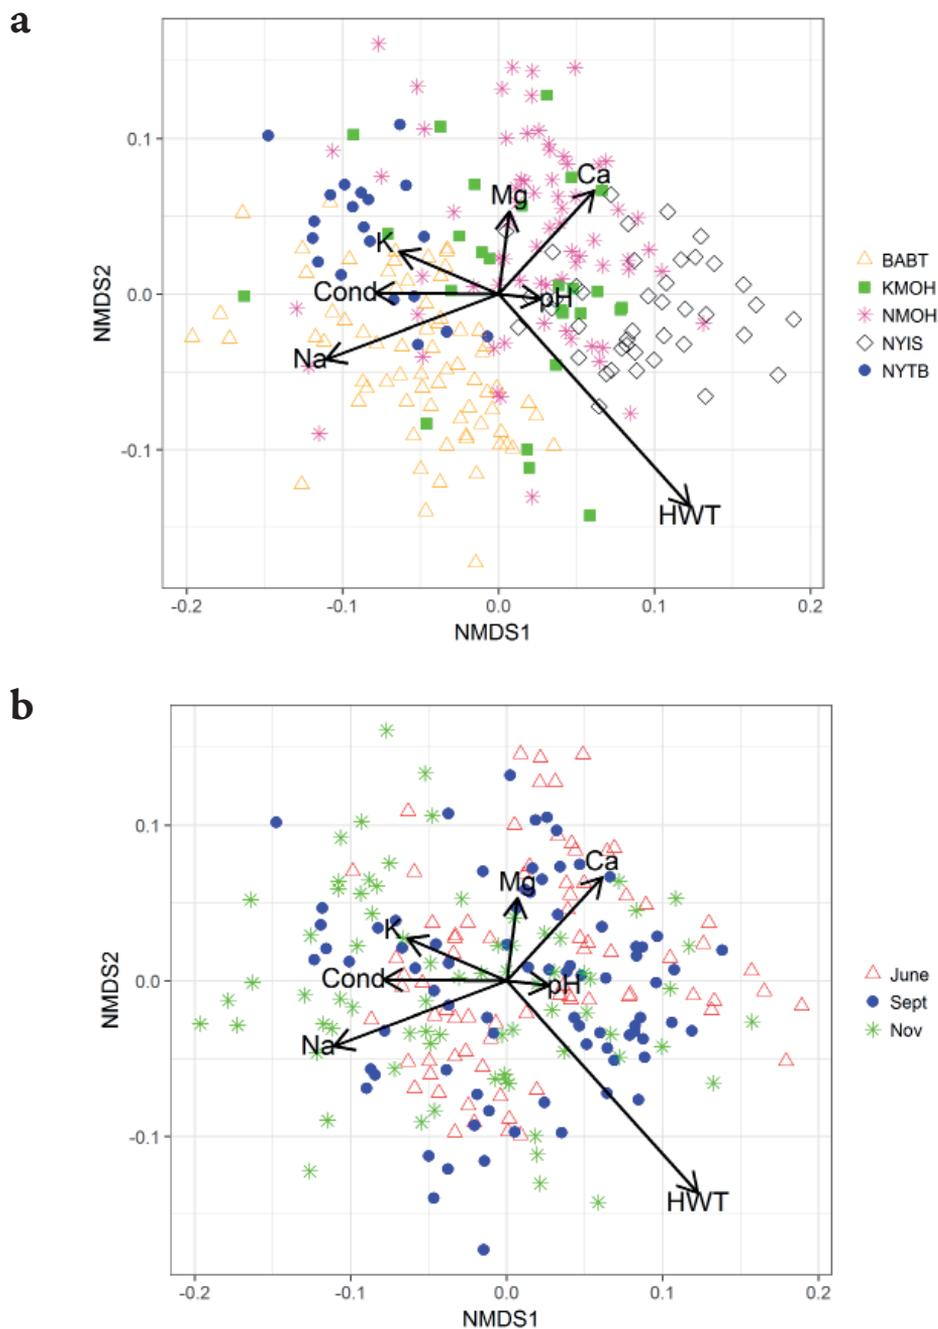 a
0.1
0.0
-0.1
NMDS2
-0.2
-0.1
0.0
0.1
0.2
NMDS1
Ca
Mg
K
Cond
pH
Na
HWT
BABT
KMOH
NMOH
NYIS
NYTB
b
0.1
0.0
-0.1
NMDS2
-0.2
-0.1
0.0
0.1
0.2
NMDS1
Ca
Mg
K
Cond
pH
Na
HWT
June
Sept
Nov